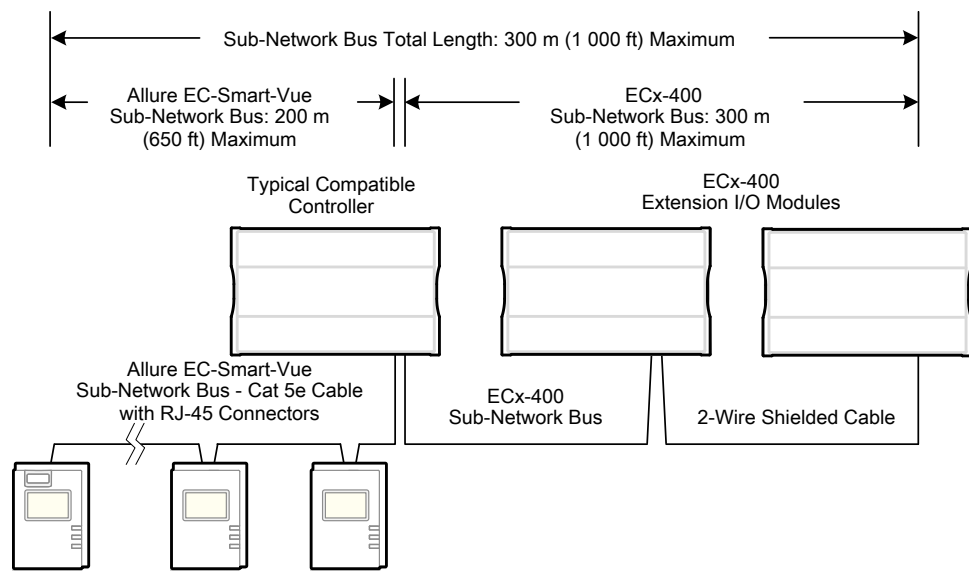 Sub-Network Bus Total Length: 300 m (1 000 ft) Maximum
Allure EC-Smart-Vue
Sub-Network Bus: 200 m
(650 ft) Maximum
ECx-400
Sub-Network Bus: 300 m
(1 000 ft) Maximum
Typical Compatible
Controller
ECx-400
Extension I/O Modules
Allure EC-Smart-Vue
Sub-Network Bus - Cat 5e Cable
with RJ-45 Connectors
ECx-400
Sub-Network Bus
2-Wire Shielded Cable